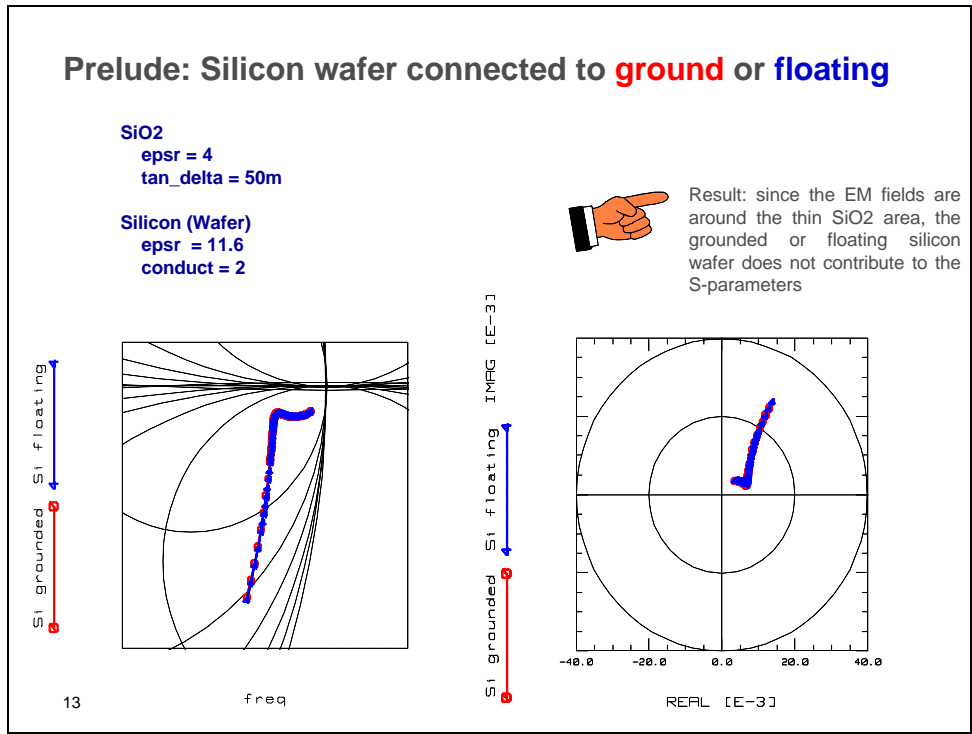 Prelude: Silicon wafer connected to ground or floating
SiO2
epsr = 4
tan_delta = 50m
Silicon (Wafer)
epsr = 11.6
conduct = 2
Result: since the EM fields are
around the thin SiO2 area, the
grounded or floating silicon
wafer does not contribute to the
S-parameters
Si grounded Si floating
freq
Si grounded Si floating IMAG [E-3]
-40.0 -20.0 0.0 20.0 40.0
REAL [E-3]
13